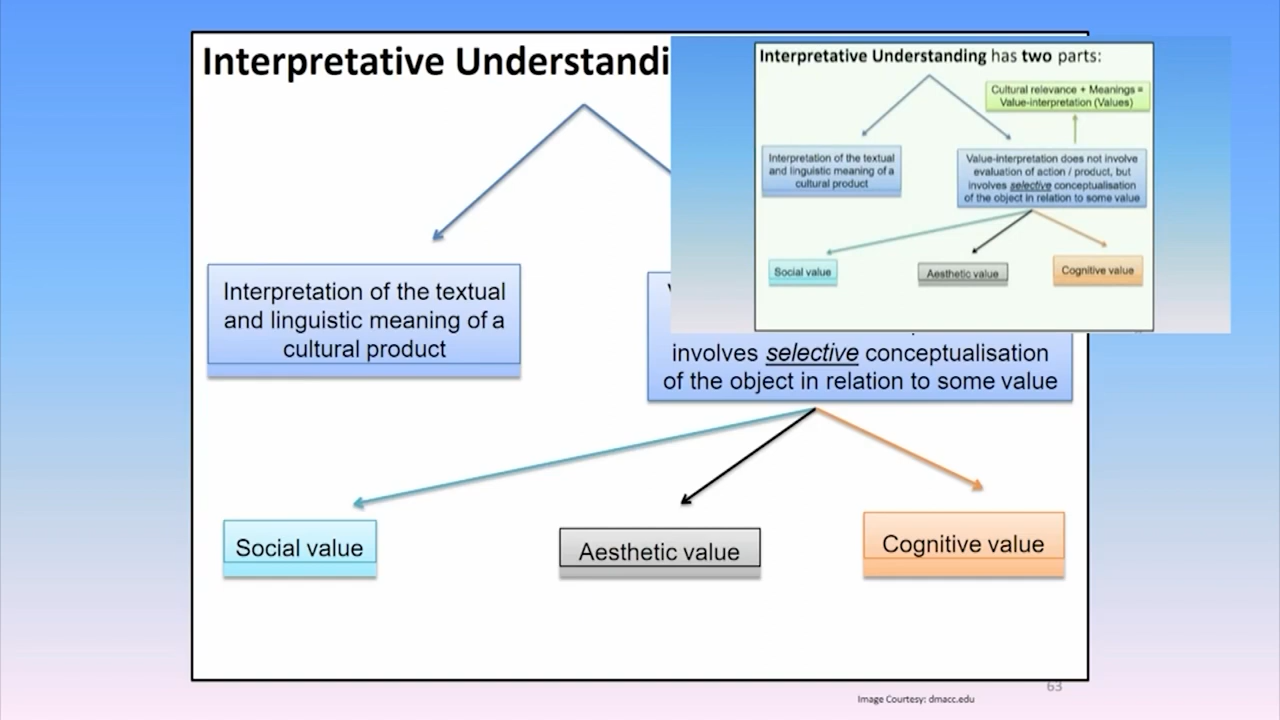 Interpretative Understandi
Interpretation of the textual
and linguistic meaning of a
cultural product
involves selective conceptualisation
of the object in relation to some value
Social value
Aesthetic value
Cognitive value
Interpretative Understanding has two parts:
Cultural relevance + Meanings =
Value-interpretation (Values)
Interpretation of the textual
and linguistic meaning of a
cultural product
Value-interpretation does not involve
evaluation of action / product, but
involves selective conceptualisation
of the object in relation to some value
Social value
Aesthetic value
Cognitive value
63
Image Courtesy: dmacc.edu